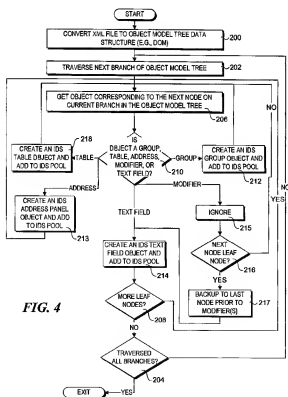 START
CONVERT XML FILE TO OBJECT MODEL TREE DATA
STRUCTURE (E.G., DOM)
200
TRAVERSE NEXT BRANCH OF OBJECT MODEL TREE
202
GET OBJECT CORRESPONDING TO THE NEXT NODE ON
CURRENT BRANCH IN THE OBJECT MODEL TREE
206
NO
218
CREATE AN IDS
TABLE OBJECT AND
ADD TO IDS POOL
TABLE
IS
OBJECT A GROUP,
TABLE, ADDRESS,
MODIFIER, OR
TEXT FIELD?
210
GROUP
CREATE AN IDS
GROUP OBJECT AND
ADD TO IDS POOL
212
NO
YES
ADDRESS
MODIFIER
CREATE AN IDS
ADDRESS PANEL
OBJECT AND ADD
TO IDS POOL
213
TEXT FIELD
IGNORE
215
CREATE AN IDS TEXT
FIELD OBJECT AND
ADD TO IDS POOL
214
NEXT
NODE LEAF
NODE?
216
YES
FIG. 4
MORE LEAF
NODES?
208
BACKUP TO LAST
NODE PRIOR TO
MODIFIER(S)
217
NO
TRAVERSED
ALL BRANCHES?
204
EXIT
YES